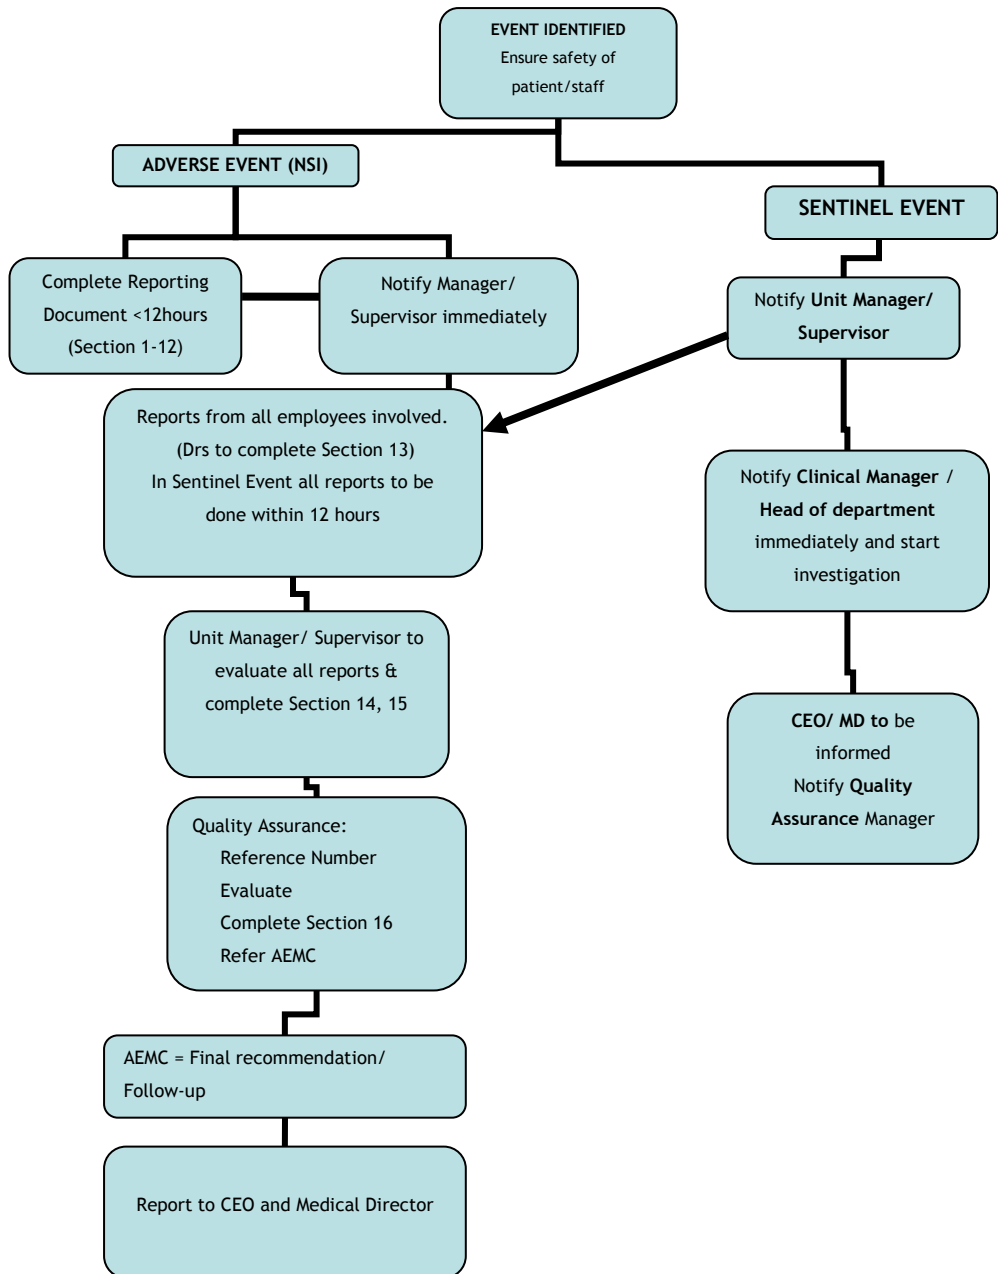 EVENT IDENTIFIED
Ensure safety of
patient/staff
ADVERSE EVENT (NSI)
SENTINEL EVENT
Complete Reporting
Document <12hours
(Section 1-12)
Notify Manager/
Supervisor immediately
Notify Unit Manager/
Supervisor
Reports from all employees involved.
(Drs to complete Section 13)
In Sentinel Event all reports to be
done within 12 hours
Notify Clinical Manager /
Head of department
immediately and start
investigation
Unit Manager/ Supervisor to
evaluate all reports &
complete Section 14, 15
CEO/ MD to be
informed
Notify Quality
Assurance Manager
Quality Assurance:
Reference Number
Evaluate
Complete Section 16
Refer AEMC
AEMC = Final recommendation/
Follow-up
Report to CEO and Medical Director